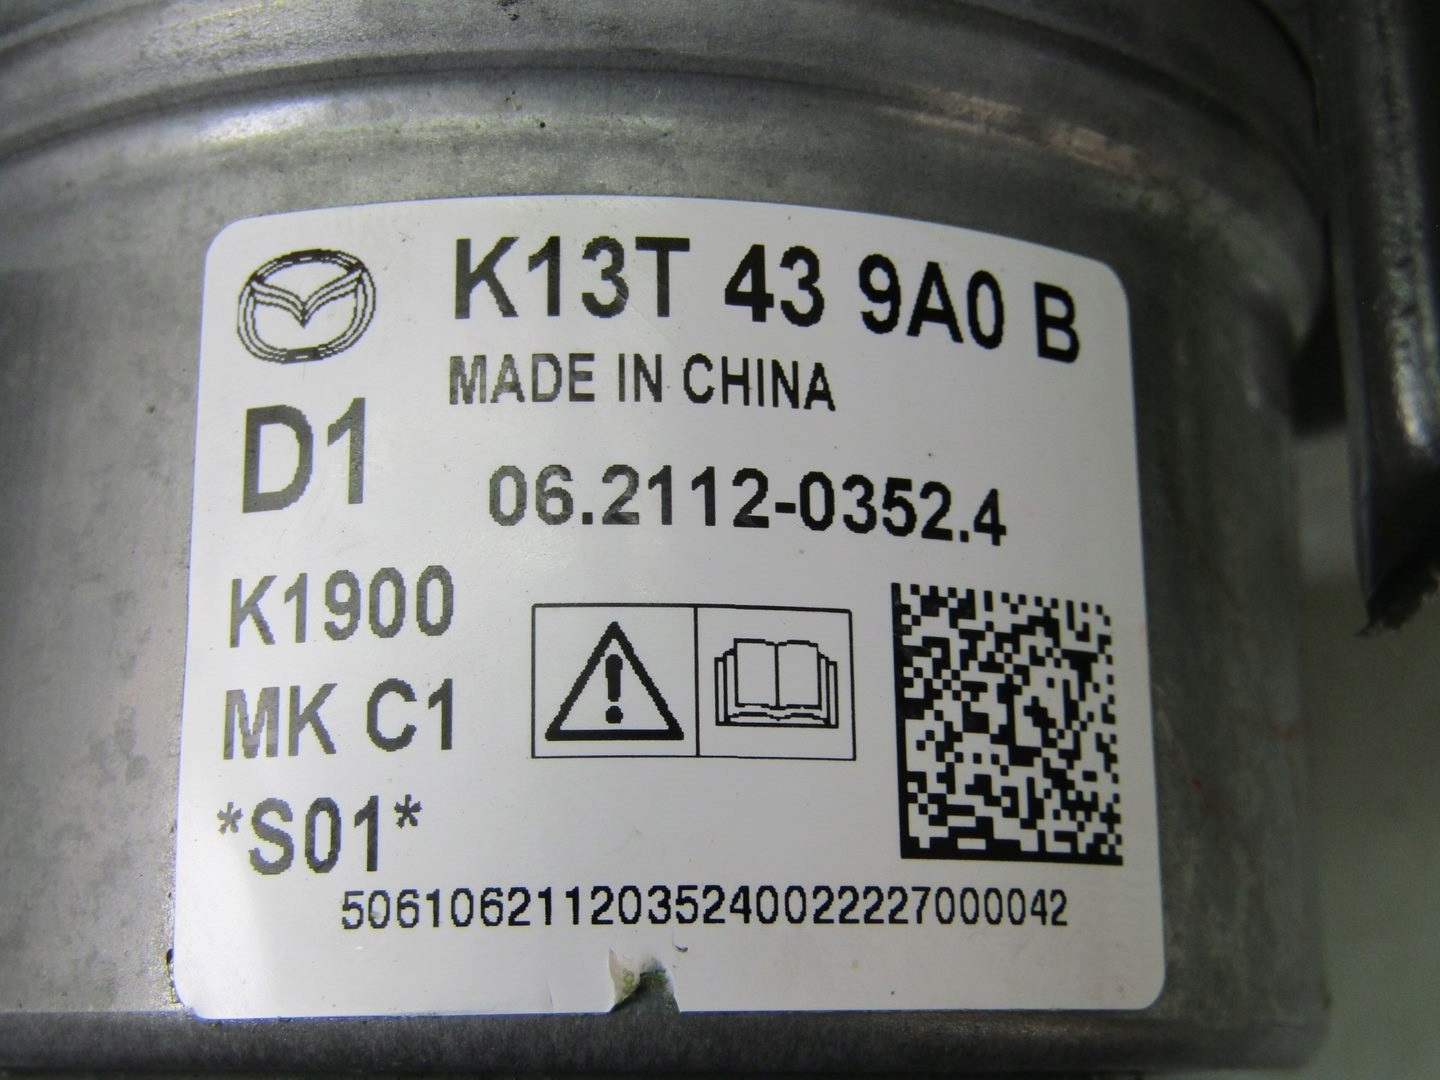 K13T 43 9A0 B
MADE IN CHINA
D1
06.2112-0352.4
K1900
MK C1
*S01*
5061062112035240022227000042